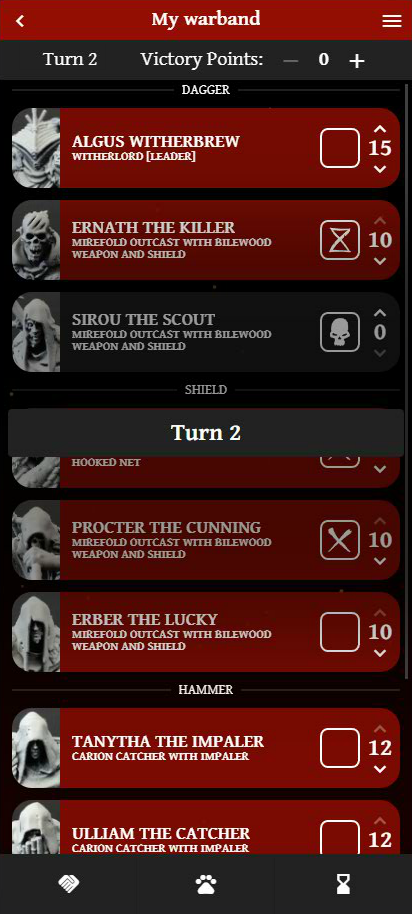 My warband
Turn 2
Victory Points:
0
DAGGER
ALGUS WITHERBREW
WITHERLORD [LEADER]
15
ERNATH THE KILLER
MIREFOLD OUTCAST WITH BILEWOOD
WEAPON AND SHIELD
10
SIROU THE SCOUT
MIREFOLD OUTCAST WITH BILEWOOD
WEAPON AND SHIELD
0
SHIELD
Turn 2
HOOKED NET
PROCTER THE CUNNING
MIREFOLD OUTCAST WITH BILEWOOD
WEAPON AND SHIELD
10
ERBER THE LUCKY
MIREFOLD OUTCAST WITH BILEWOOD
WEAPON AND SHIELD
10
HAMMER
TANYTHA THE IMPALER
CARION CATCHER WITH IMPALER
12
ULLIAM THE CATCHER
CARION CATCHER WITH IMPALER
12